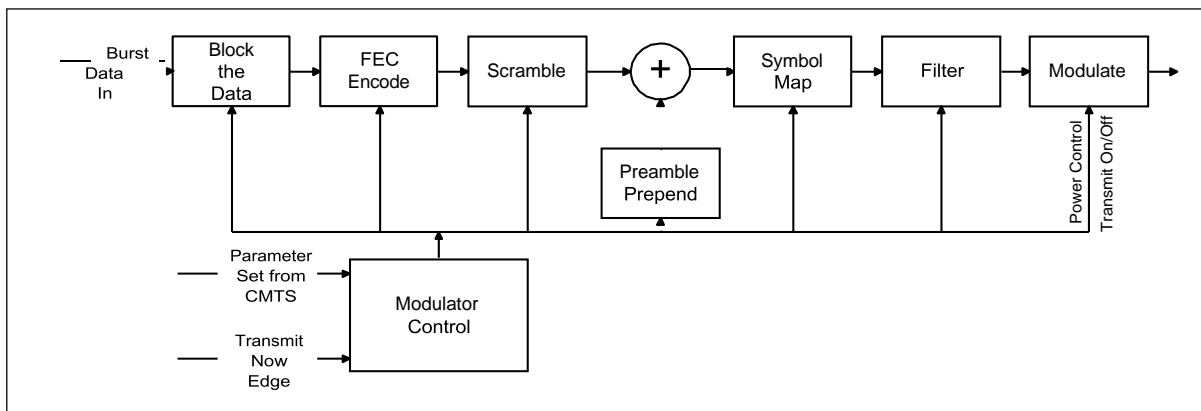 Burst
Data
In
Block
the
Data
FEC
Encode
Scramble
+
Symbol
Map
Filter
Modulate
Preamble
Prepend
Power Control
Transmit On/Off
Parameter
Set from
CMTS
Modulator
Control
Transmit
Now
Edge